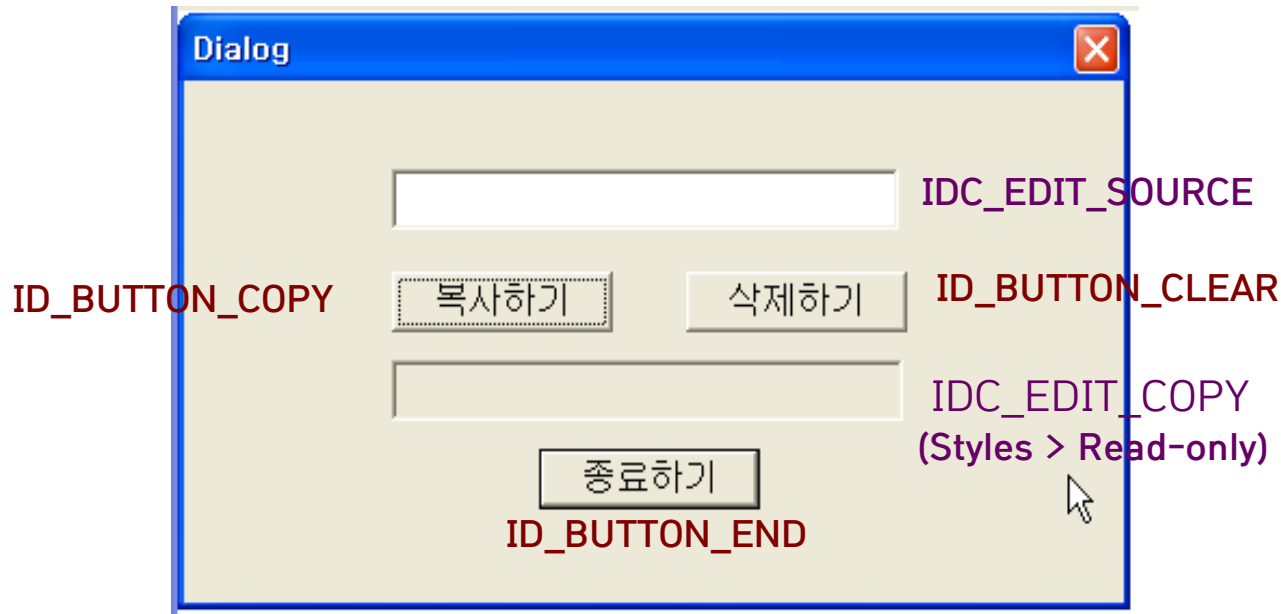 Dialog
IDC_EDIT_SOURCE
ID_BUTTON_COPY 복사하기 삭제하기 ID_BUTTON_CLEAR
IDC_EDIT_COPY
(Styles > Read-only)
종료하기
ID_BUTTON_END